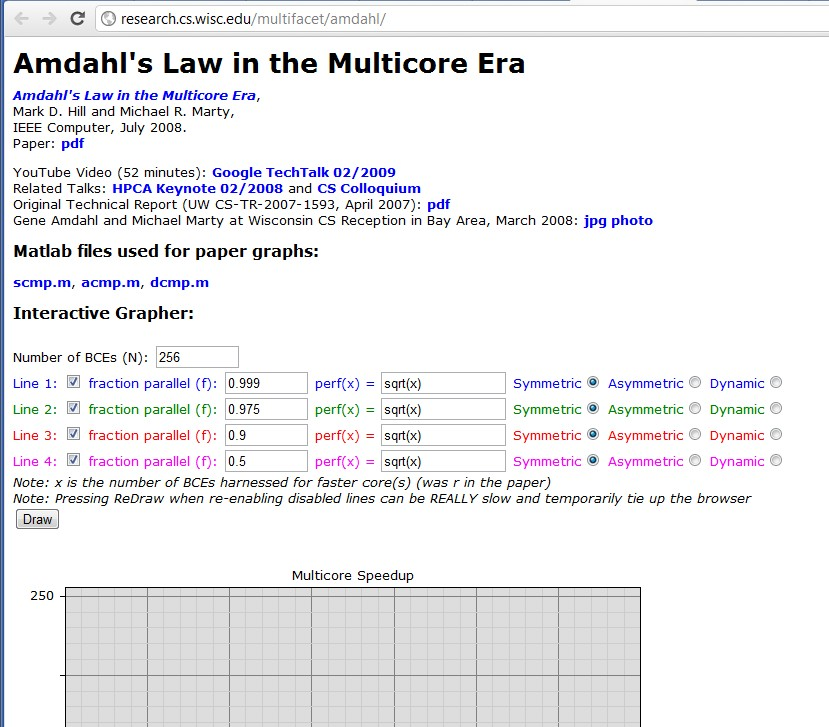 research.cs.wisc.edu/multifacet/amdahl/
Amdahl's Law in the Multicore Era
Amdahl's Law in the Multicore Era,
Mark D. Hill and Michael R. Marty,
IEEE Computer, July 2008.
Paper: pdf
YouTube Video (52 minutes): Google TechTalk 02/2009
Related Talks: HPCA Keynote 02/2008 and CS Colloquium
Original Technical Report (UW CS-TR-2007-1593, April 2007): pdf
Gene Amdahl and Michael Marty at Wisconsin CS Reception in Bay Area, March 2008: jpg photo
Matlab files used for paper graphs:
scmp.m, acmp.m, dcmp.m
Interactive Grapher:
Number of BCEs (N): 256
Line 1: fraction parallel (f): 0.999 perf(x) = sqrt(x) Symmetric Asymmetric Dynamic
Line 2: fraction parallel (f): 0.975 perf(x) = sqrt(x) Symmetric Asymmetric Dynamic
Line 3: fraction parallel (f): 0.9 perf(x) = sqrt(x) Symmetric Asymmetric Dynamic
Line 4: fraction parallel (f): 0.5 perf(x) = sqrt(x) Symmetric Asymmetric Dynamic
Note: x is the number of BCEs harnessed for faster core(s) (was r in the paper)
Note: Pressing ReDraw when re-enabling disabled lines can be REALLY slow and temporarily tie up the browser
Draw
Multicore Speedup
250